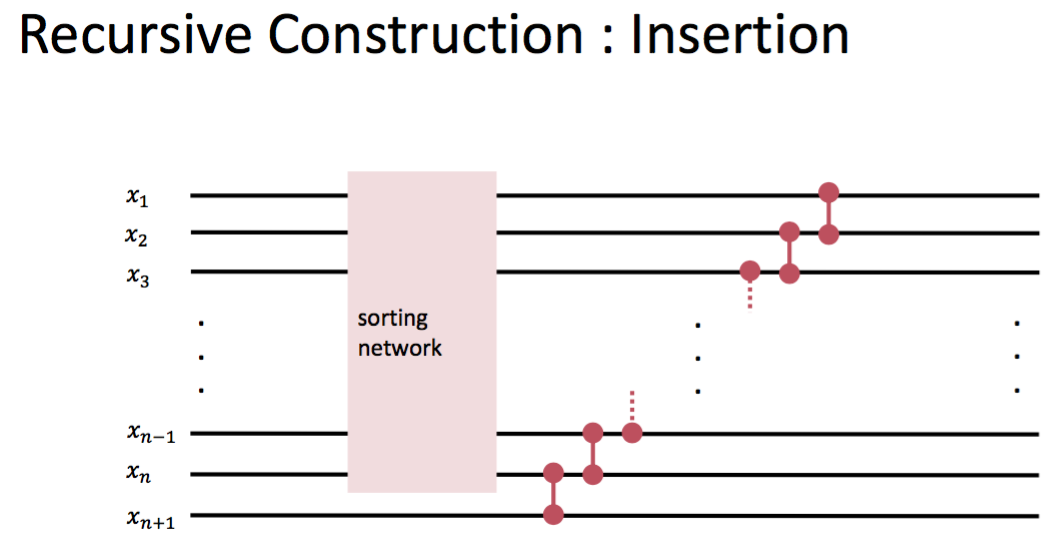 Recursive Construction : Insertion
x₁
x₂
x₃
sorting
network
xₙ₋₁
xₙ
xₙ₊₁